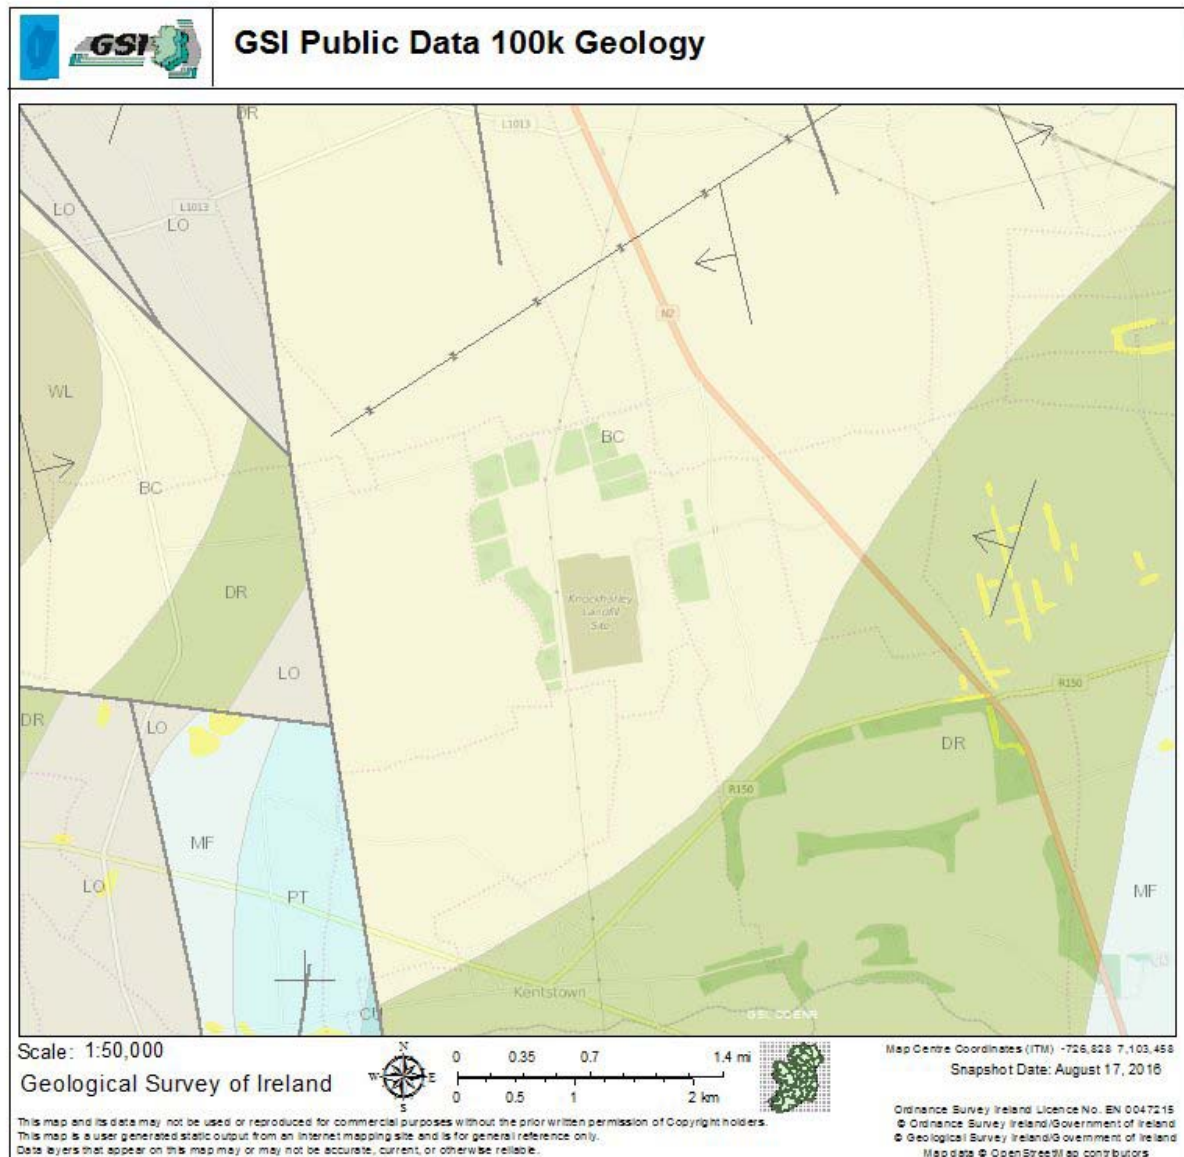 GSI
GSI Public Data 100k Geology
DR
L1013
LO
L1013
LO
N2
WL
BC
BC
Knockharley
Landfill
Site
DR
LO
R150
DR
LO
DR
R150
MF
LO
PT
MF
Kentstown
CU
GSI, DCENR
Scale: 1:50,000
Geological Survey of Ireland
N
W
E
S
0 0.35 0.7 1.4 mi
0 0.5 1 2 km
Map Centre Coordinates (ITM) -726,828 7,103,458
Snapshot Date: August 17, 2016
This map and its data may not be used or reproduced for commercial purposes without the prior written permission of Copyright holders.
This map is a user generated static output from an Internet mapping site and is for general reference only.
Data layers that appear on this map may or may not be accurate, current, or otherwise reliable.
Ordnance Survey Ireland Licence No. EN 0047215
© Ordnance Survey Ireland/Government of Ireland
© Geological Survey Ireland/Government of Ireland
Map data © OpenStreetMap contributors